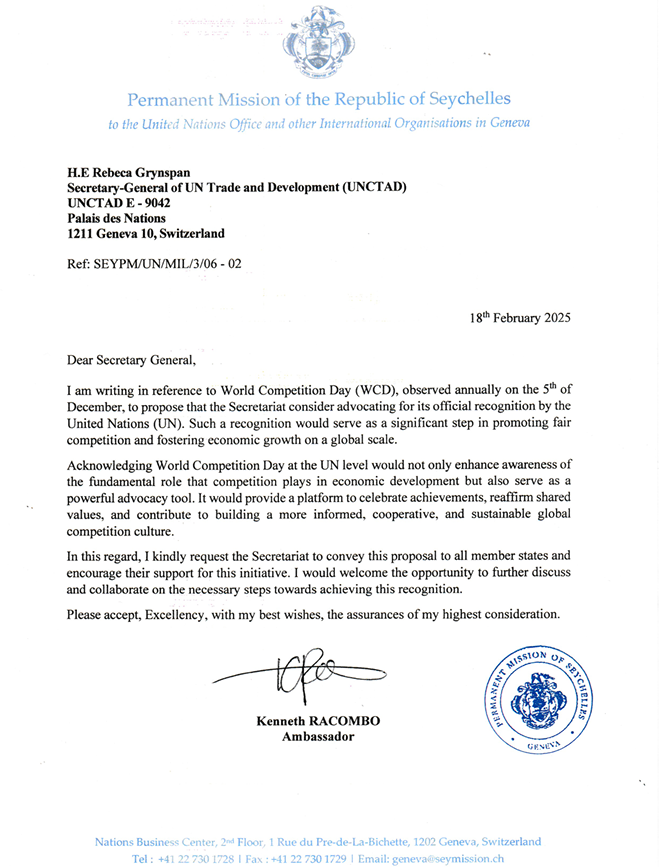 Permanent Mission of the Republic of Seychelles
to the United Nations Office and other International Organisations in Geneva
H.E Rebeca Grynspan
Secretary-General of UN Trade and Development (UNCTAD)
UNCTAD E - 9042
Palais des Nations
1211 Geneva 10, Switzerland
Ref: SEYPM/UN/MIL/3/06 - 02
18th February 2025
Dear Secretary General,
I am writing in reference to World Competition Day (WCD), observed annually on the 5th of
December, to propose that the Secretariat consider advocating for its official recognition by the
United Nations (UN). Such a recognition would serve as a significant step in promoting fair
competition and fostering economic growth on a global scale.
Acknowledging World Competition Day at the UN level would not only enhance awareness of
the fundamental role that competition plays in economic development but also serve as a
powerful advocacy tool. It would provide a platform to celebrate achievements, reaffirm shared
values, and contribute to building a more informed, cooperative, and sustainable global
competition culture.
In this regard, I kindly request the Secretariat to convey this proposal to all member states and
encourage their support for this initiative. I would welcome the opportunity to further discuss
and collaborate on the necessary steps towards achieving this recognition.
Please accept, Excellency, with my best wishes, the assurances of my highest consideration.
Kenneth RACOMBO
Ambassador
PERMANENT MISSION OF SEYCHELLES
GENEVA
Nations Business Center, 2nd Floor, 1 Rue du Pre-de-La-Bichette, 1202 Geneva, Switzerland
Tel : +41 22 730 1728 | Fax : +41 22 730 1729 | Email: geneva@seymission.ch